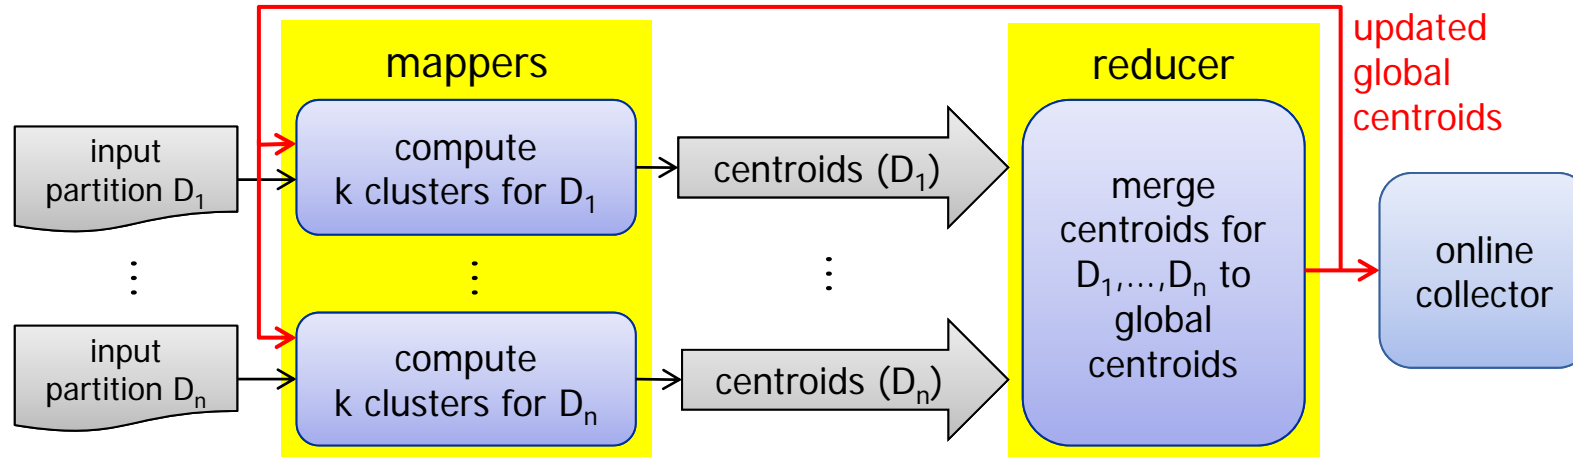 mappers
reducer
updated
global
centroids
input
partition D₁
compute
k clusters for D₁
centroids (D₁)
merge
centroids for
D₁,...,Dₙ to
global
centroids
online
collector
⋮
⋮
⋮
input
partition Dₙ
compute
k clusters for Dₙ
centroids (Dₙ)